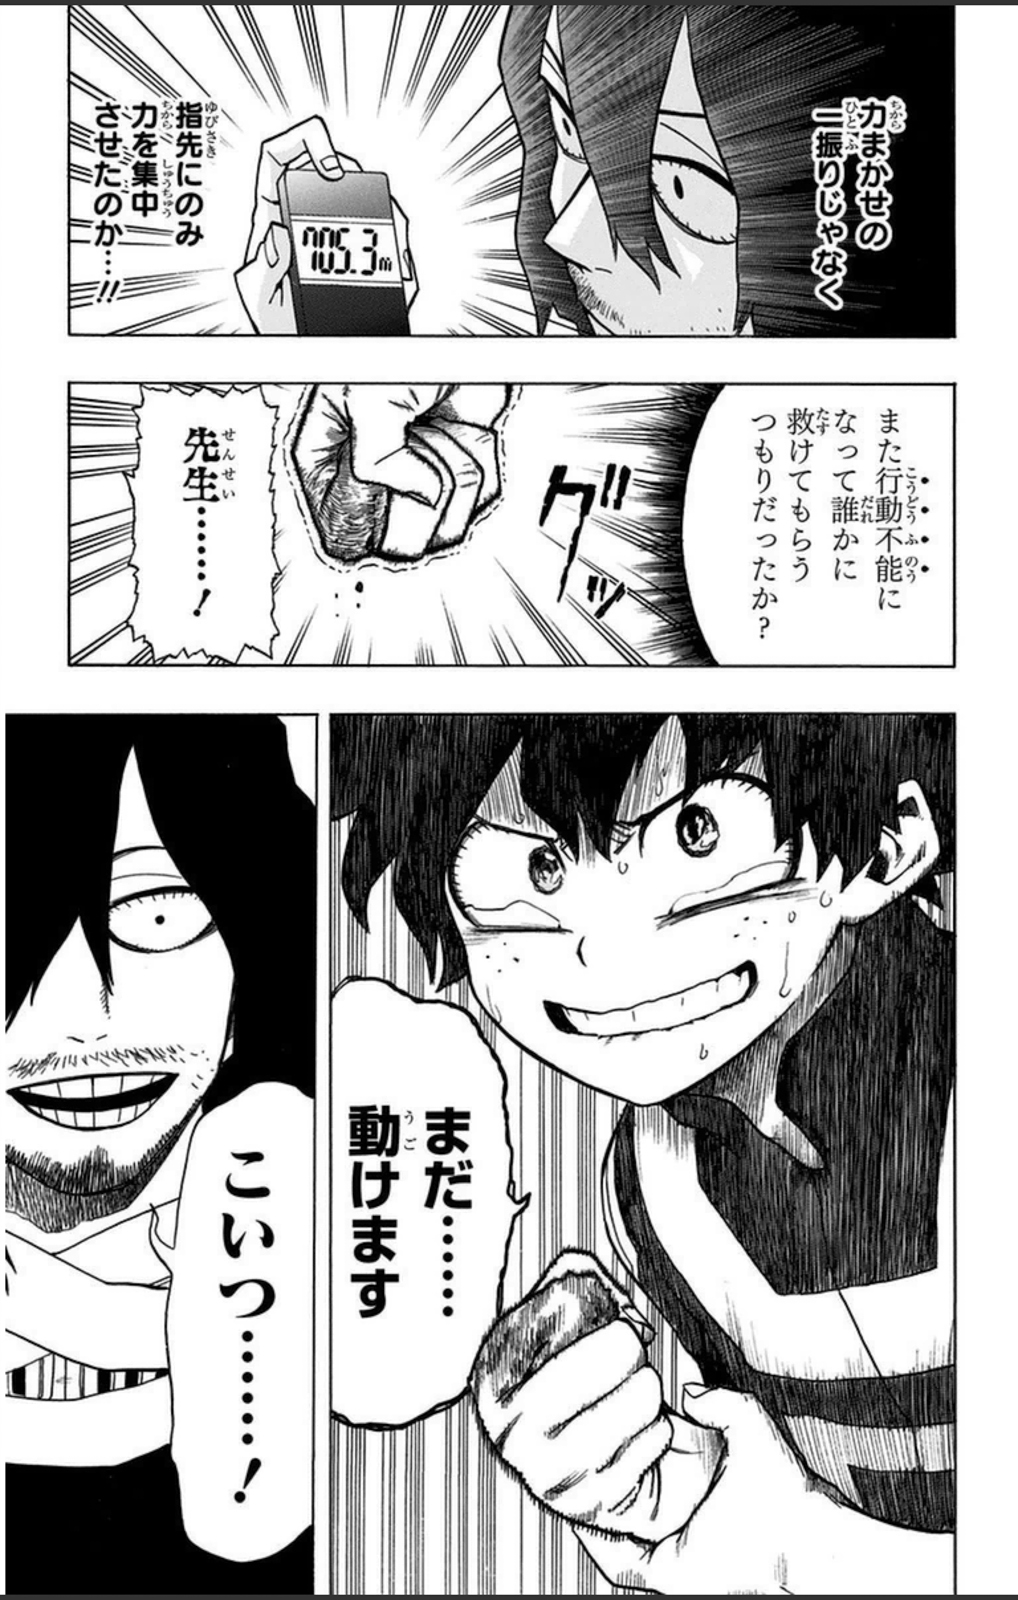 力まかせの
一振りじゃなく
指先にのみ
力を集中
させたのか…!!
705.3m
また行動不能に
なって誰かに
救けてもらう
つもりだったか?
グッ
先生……!
まだ……
動けます
こいつ……!